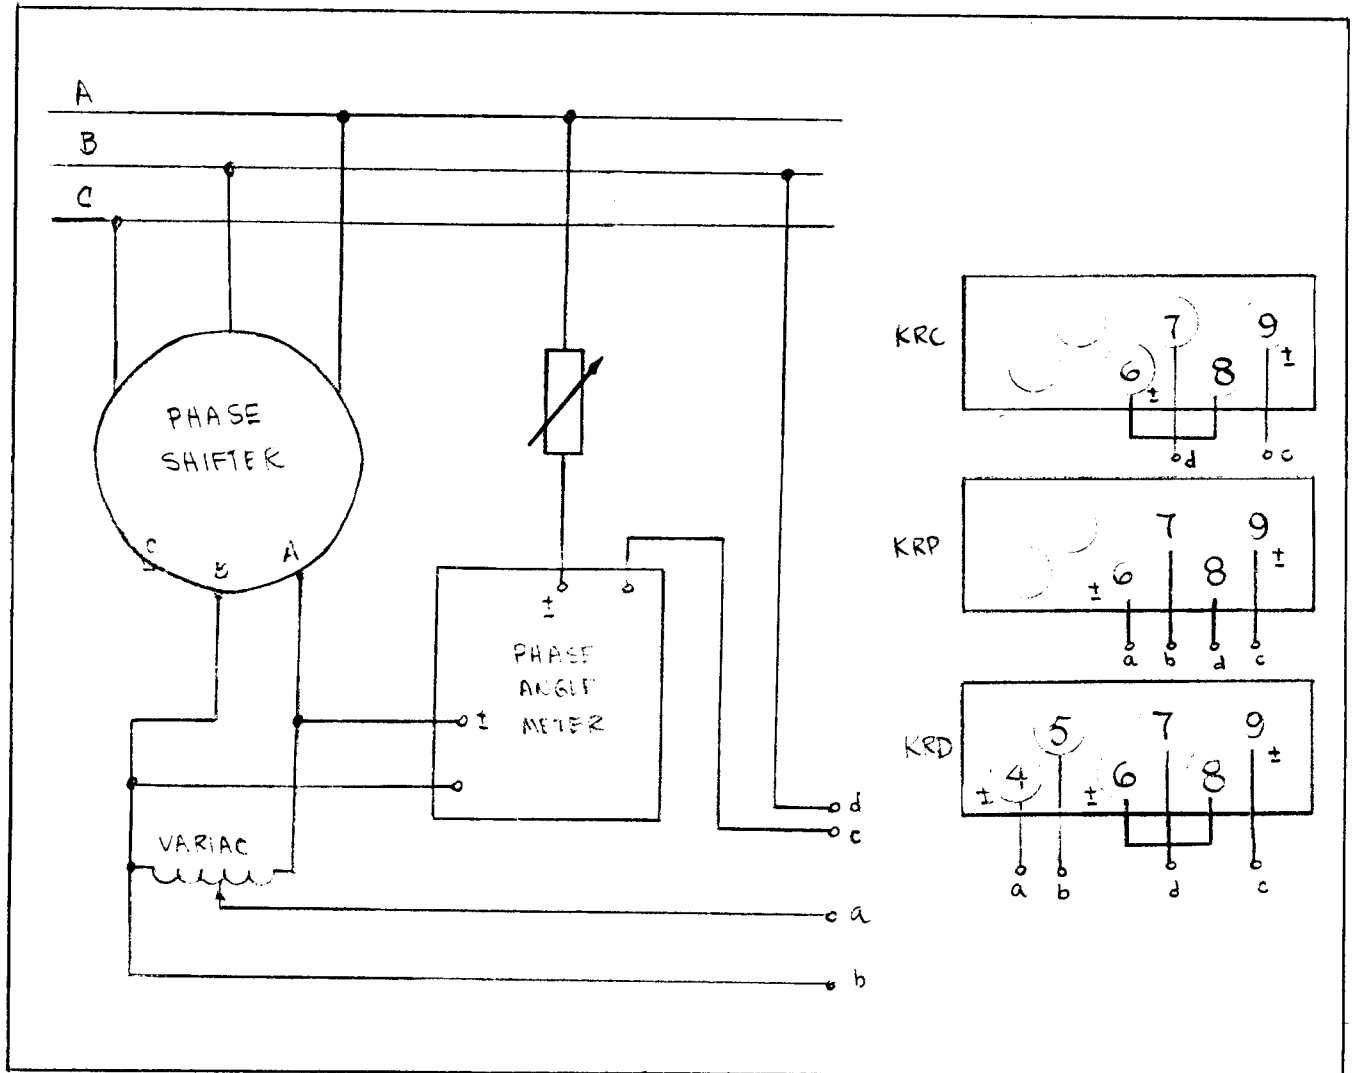 A
B
C
PHASE
SHIFTER
C
B
A
±
PHASE
ANGLE
METER
±
VARIAC
d
c
a
b
KRC
7
9
±
6
±
8
d
c
KRP
7
9
±
6
±
8
a
b
d
c
KRD
5
7
9
±
4
±
6
±
8
a
b
d
c